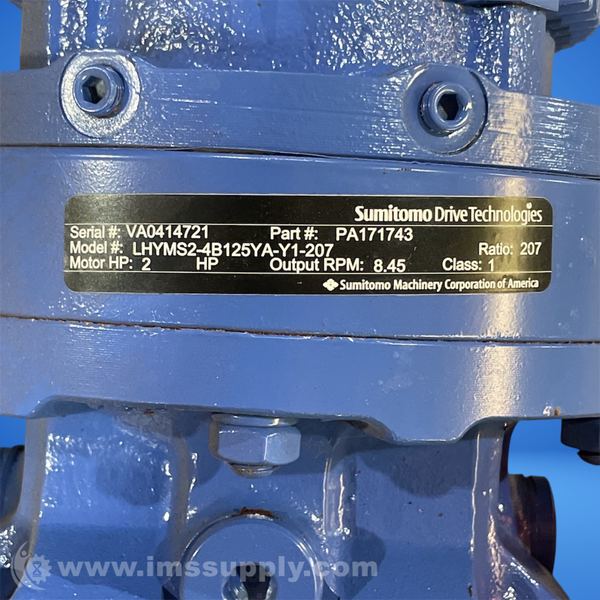 Sumitomo Drive Technologies
Serial #: VA0414721 Part #: PA171743
Model #: LHYMS2-4B125YA-Y1-207 Ratio: 207
Motor HP: 2 HP Output RPM: 8.45 Class: 1
Sumitomo Machinery Corporation of America
www.imssupply.com